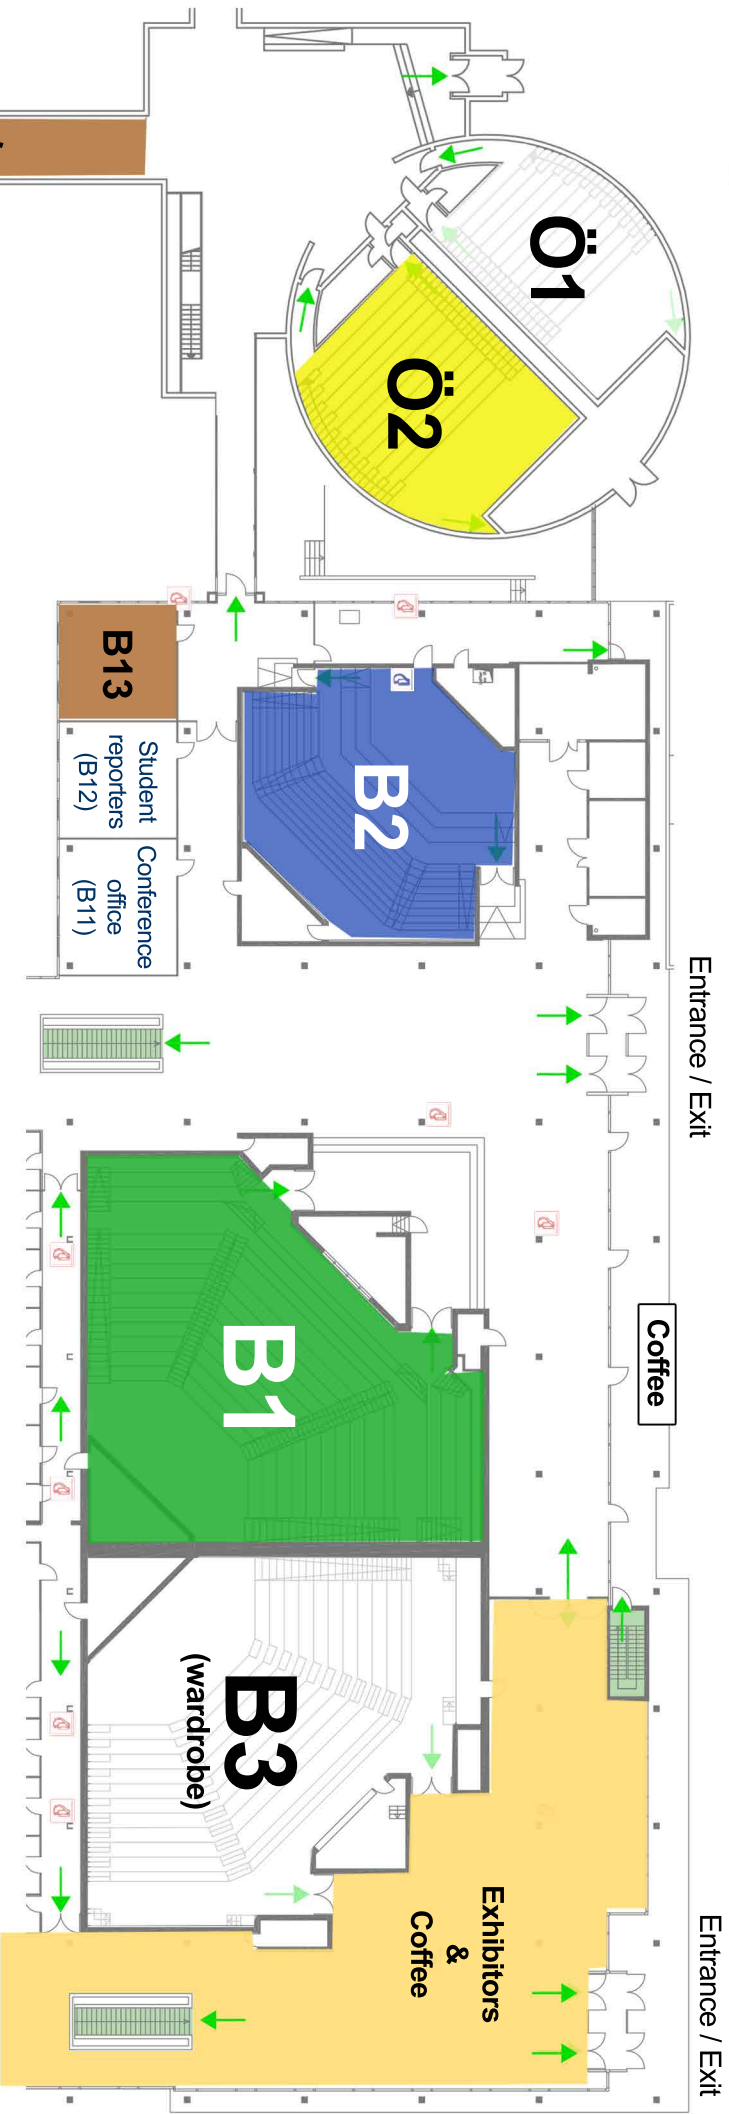 Ö1
Ö2
B13
Student
reporters
(B12)
Conference
office
(B11)
B2
Entrance / Exit
B1
Coffee
B3
(wardrobe)
Exhibitors
&
Coffee
Entrance / Exit